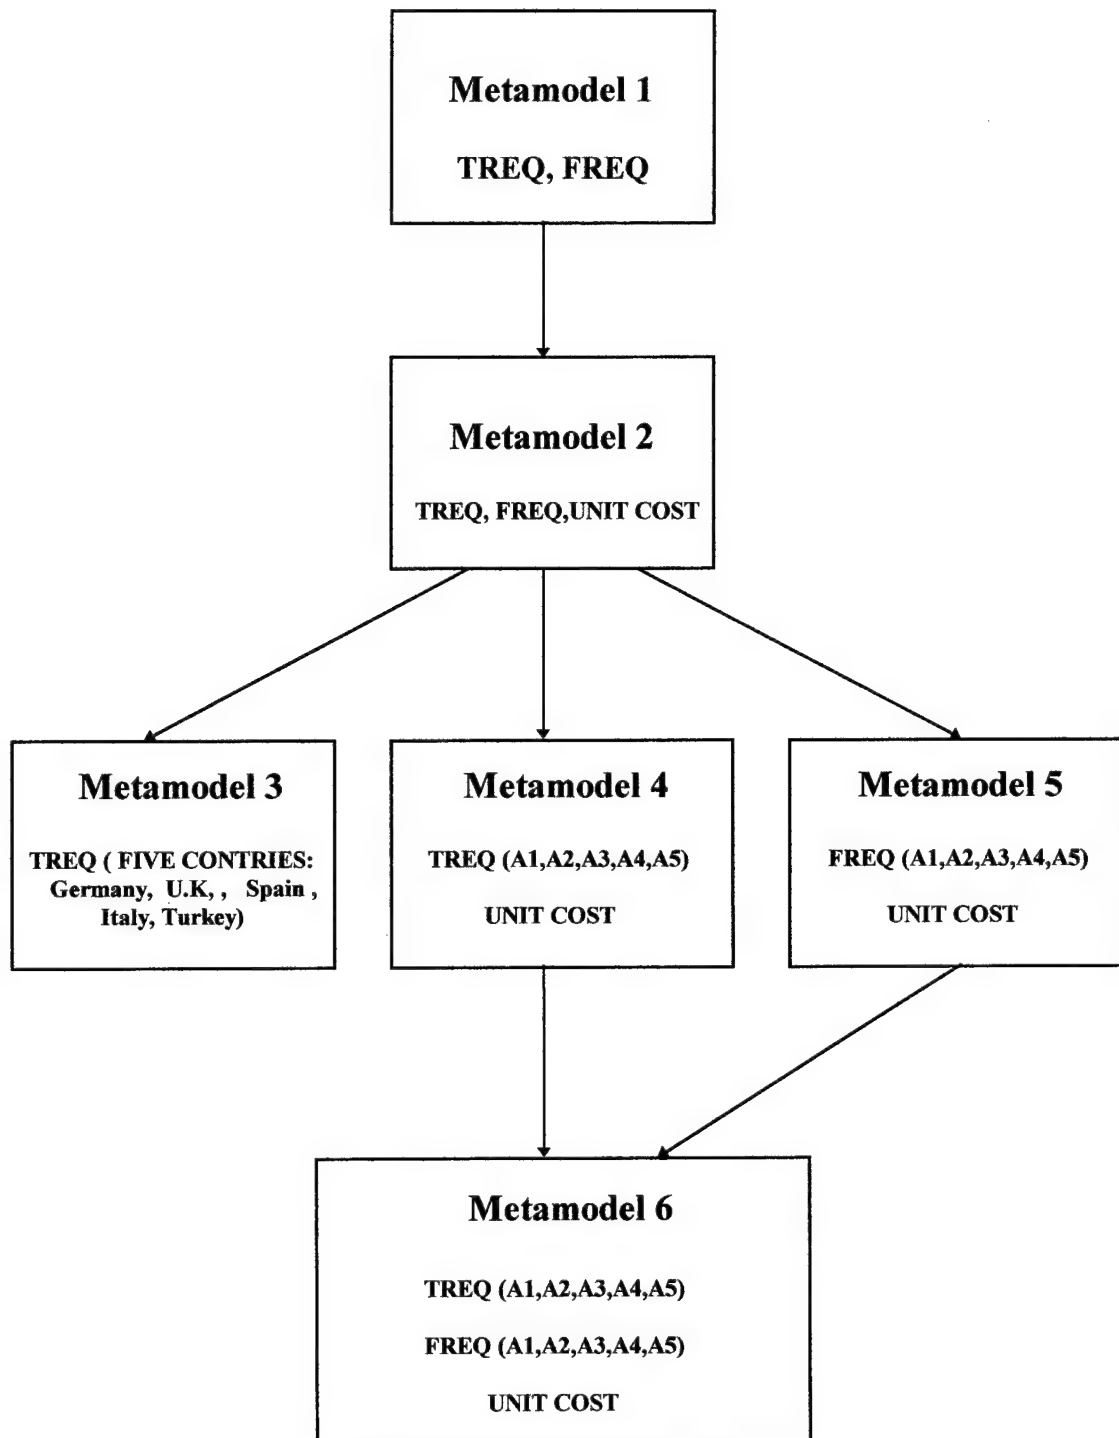 Metamodel 1
TREQ, FREQ
Metamodel 2
TREQ, FREQ,UNIT COST
Metamodel 3
TREQ ( FIVE CONTRIES:
Germany, U.K, , Spain ,
Italy, Turkey)
Metamodel 4
TREQ (A1,A2,A3,A4,A5)
UNIT COST
Metamodel 5
FREQ (A1,A2,A3,A4,A5)
UNIT COST
Metamodel 6
TREQ (A1,A2,A3,A4,A5)
FREQ (A1,A2,A3,A4,A5)
UNIT COST